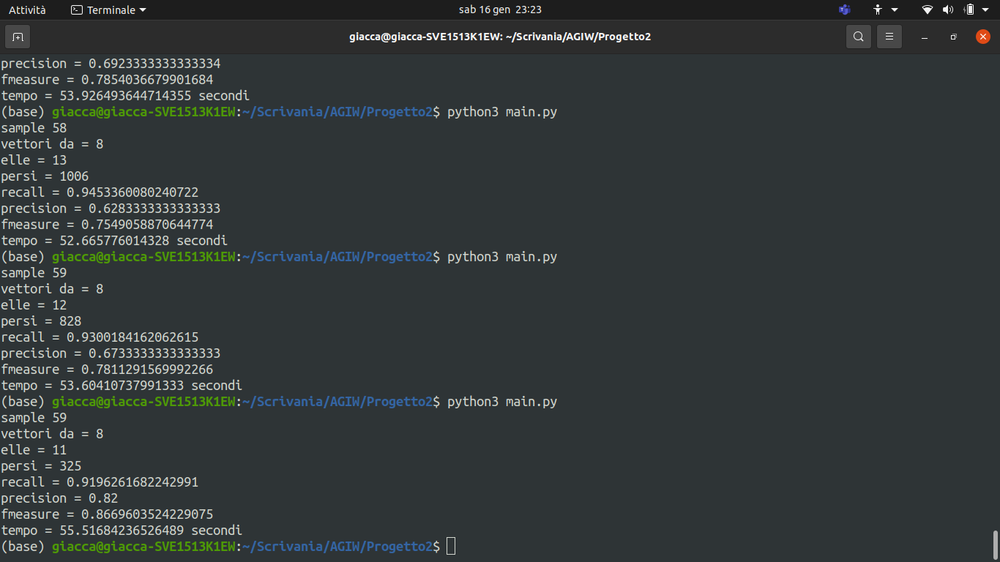 Attività Terminale sab 16 gen 23:23
giacca@giacca-SVE1513K1EW: ~/Scrivania/AGIW/Progetto2
precision = 0.6923333333333334
fmeasure = 0.7854036679901684
tempo = 53.926493644714355 secondi
(base) giacca@giacca-SVE1513K1EW:~/Scrivania/AGIW/Progetto2$ python3 main.py
sample 58
vettori da = 8
elle = 13
persi = 1006
recall = 0.9453360080240722
precision = 0.6283333333333333
fmeasure = 0.7549058870644774
tempo = 52.665776014328 secondi
(base) giacca@giacca-SVE1513K1EW:~/Scrivania/AGIW/Progetto2$ python3 main.py
sample 59
vettori da = 8
elle = 12
persi = 828
recall = 0.9300184162062615
precision = 0.6733333333333333
fmeasure = 0.7811291569992266
tempo = 53.60410737991333 secondi
(base) giacca@giacca-SVE1513K1EW:~/Scrivania/AGIW/Progetto2$ python3 main.py
sample 59
vettori da = 8
elle = 11
persi = 325
recall = 0.9196261682242991
precision = 0.82
fmeasure = 0.8669603524229075
tempo = 55.51684236526489 secondi
(base) giacca@giacca-SVE1513K1EW:~/Scrivania/AGIW/Progetto2$